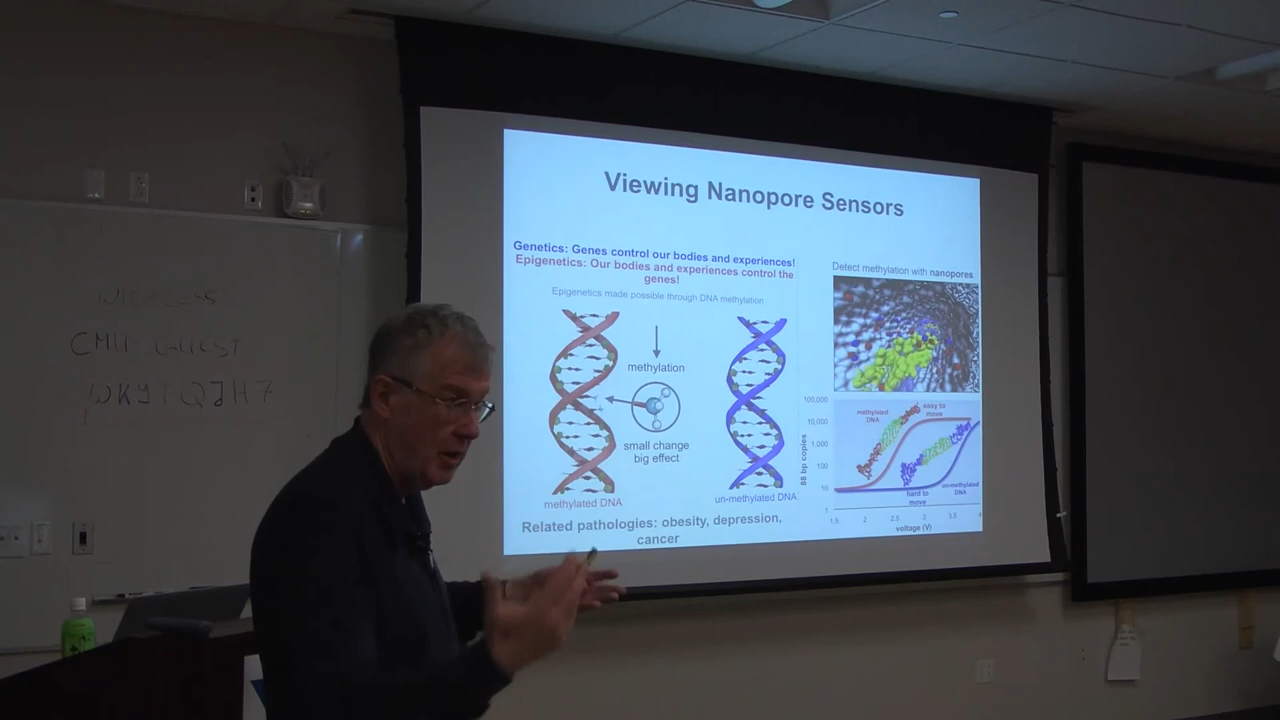 Viewing Nanopore Sensors
Genetics: Genes control our bodies and experiences!
Epigenetics: Our bodies and experiences control the
genes!
Epigenetics made possible through DNA methylation
methylation
small change
big effect
methylated DNA
un-methylated DNA
Related pathologies: obesity, depression,
cancer
Detect methylation with nanopores
100,000
10,000
1,000
100
10
1
88 bp copies
methylated
DNA
easy to
move
hard to
move
un-methylated
DNA
1.5 2 2.5 3 3.5 4
voltage (V)
WIRELESS
CMU-GUEST